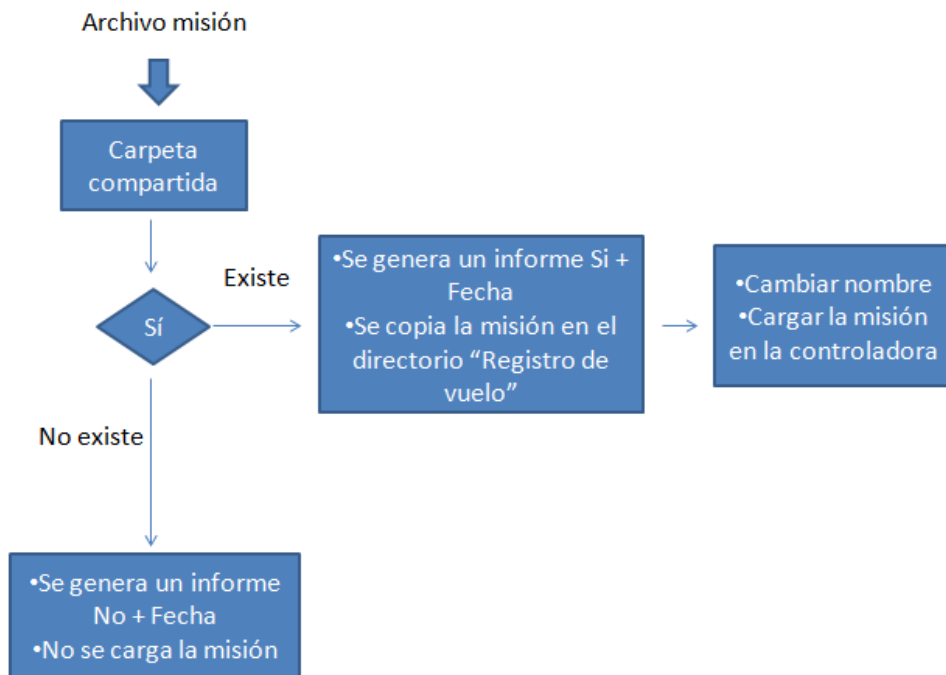 Archivo misión
Carpeta
compartida
Existe
Sí
•Se genera un informe Si +
Fecha
•Se copia la misión en el
directorio “Registro de
vuelo”
•Cambiar nombre
•Cargar la misión
en la controladora
No existe
•Se genera un informe
No + Fecha
•No se carga la misión